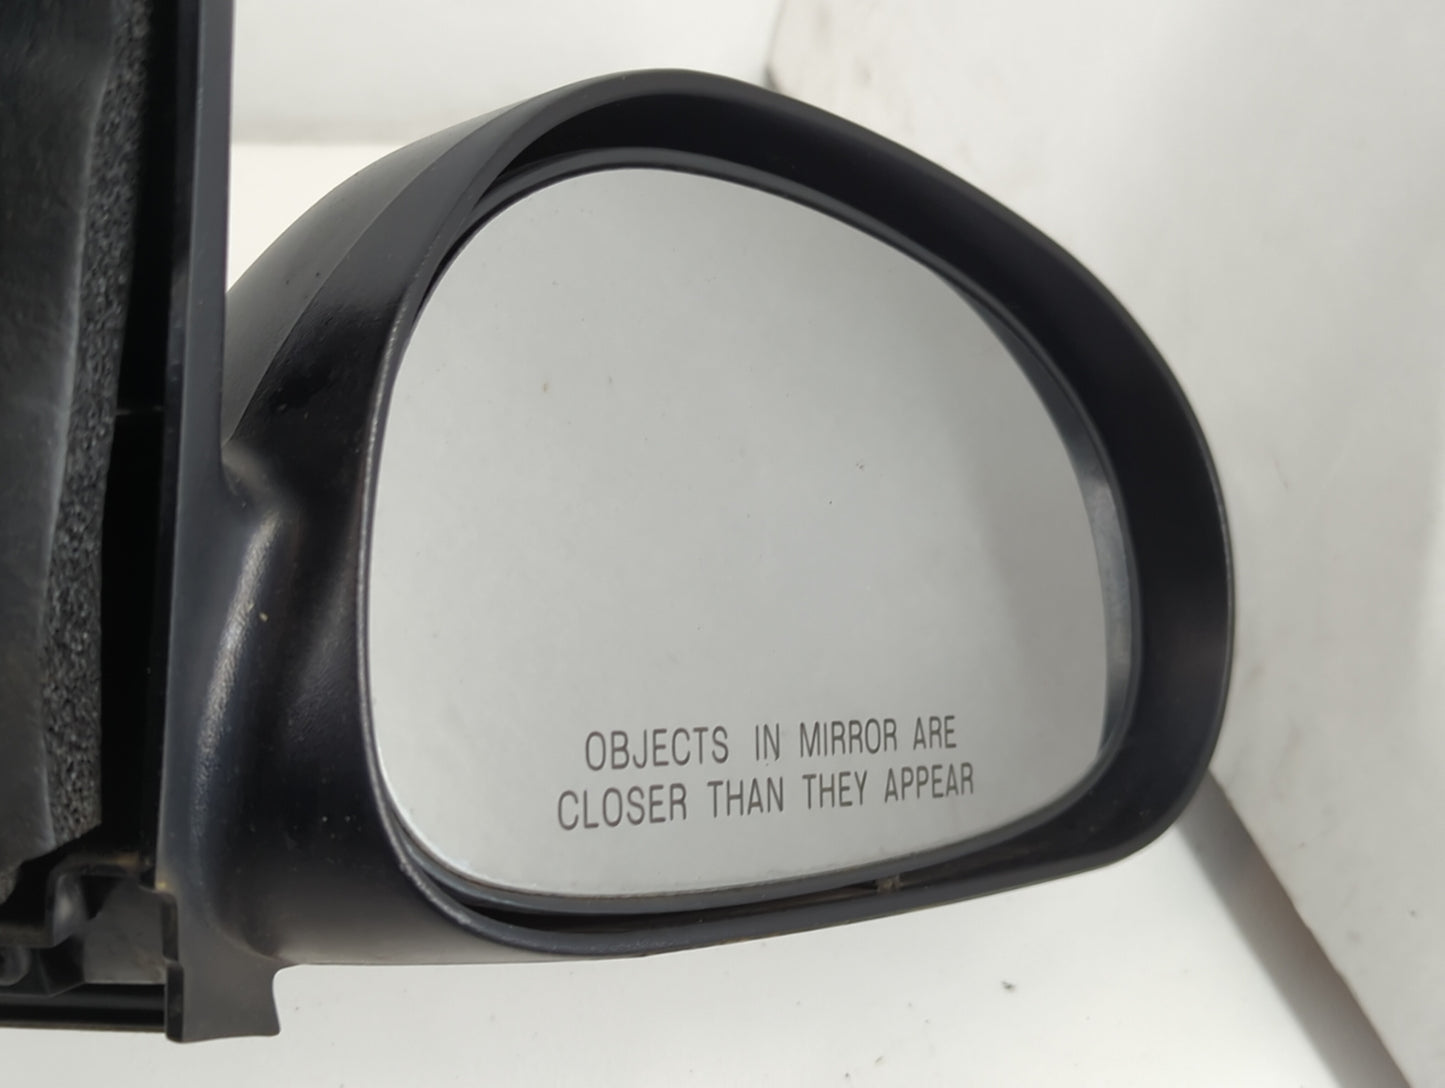 OBJECTS IN MIRROR ARE
CLOSER THAN THEY APPEAR